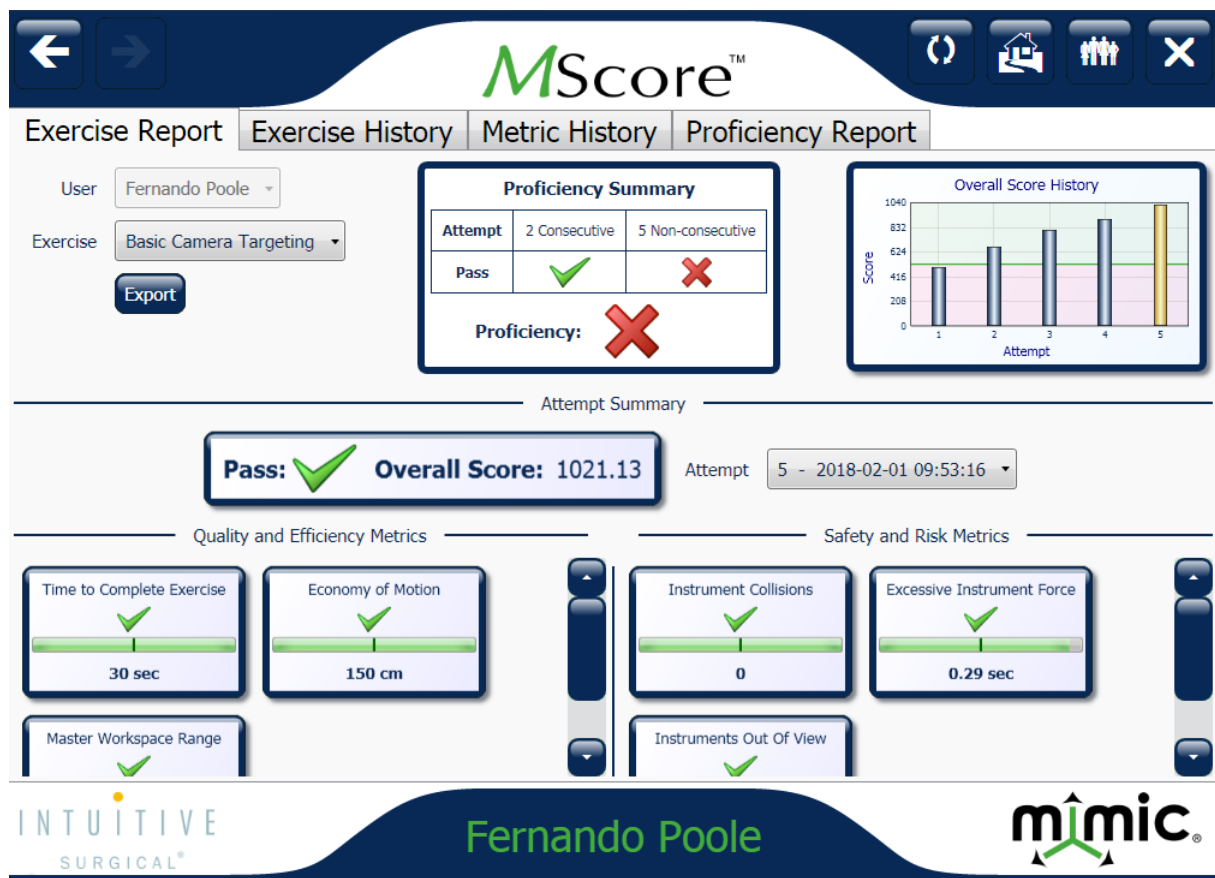 MScore™
Exercise Report Exercise History Metric History Proficiency Report
User Fernando Poole
Exercise Basic Camera Targeting
Export
Proficiency Summary
Attempt 2 Consecutive 5 Non-consecutive
Pass
Proficiency:
Overall Score History
Score
1040
832
624
416
208
0
1 2 3 4 5
Attempt
Attempt Summary
Pass: Overall Score: 1021.13
Attempt 5 - 2018-02-01 09:53:16
Quality and Efficiency Metrics
Time to Complete Exercise
30 sec
Economy of Motion
150 cm
Master Workspace Range
Safety and Risk Metrics
Instrument Collisions
0
Excessive Instrument Force
0.29 sec
Instruments Out Of View
INTUITIVE
SURGICAL®
Fernando Poole
mimic®